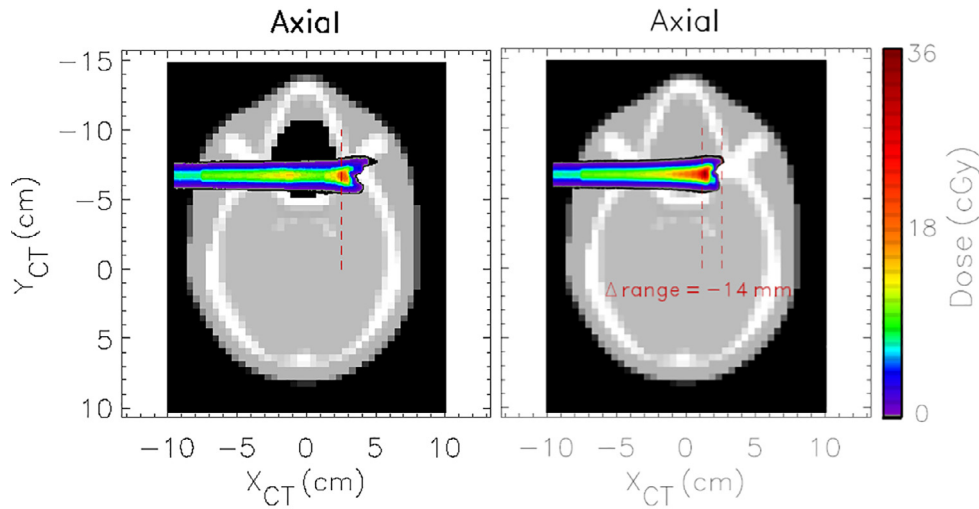 Axial
Axial
−15
−10
−5
0
5
10
Y_CT (cm)
−10 −5 0 5 10
X_CT (cm)
Δ range = −14 mm
−10 −5 0 5 10
X_CT (cm)
36
18
0
Dose (cGy)